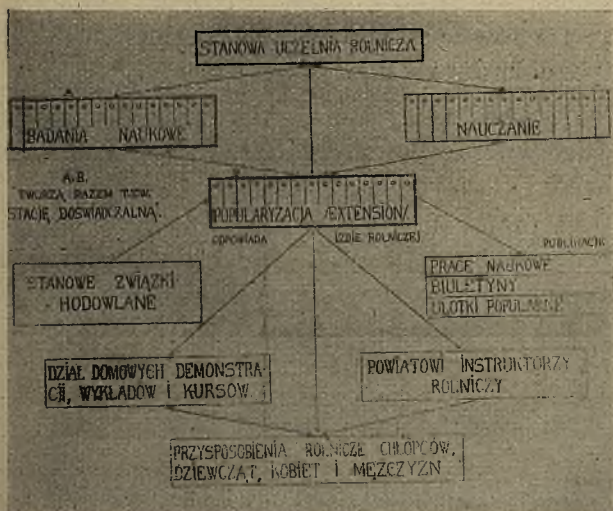 STANOWA UCZELNIA ROLNICZA
BADANIA NAUKOWE
NAUCZANIE
A.B.
TWORZĄ RAZEM T.ZW.
STACJĘ DOŚWIADCZALNĄ.
POPULARYZACJA /EXTENSION/
ODPOWIADA IZBIE ROLNICZEJ
PUBLIKACJE
STANOWE ZWIĄZKI
- HODOWLANE
PRACE NAUKOWE
BIULETYNY
ULOTKI POPULARNE
DZIAŁ DOMOWYCH DEMONSTRA-
CJI, WYKŁADÓW I KURSÓW.
POWIATOWI INSTRUKTORZY
ROLNICZY
PRZYSPOSOBIENIA ROLNICZE CHŁOPCÓW,
DZIEWCZĄT, KOBIET I MĘŻCZYZN